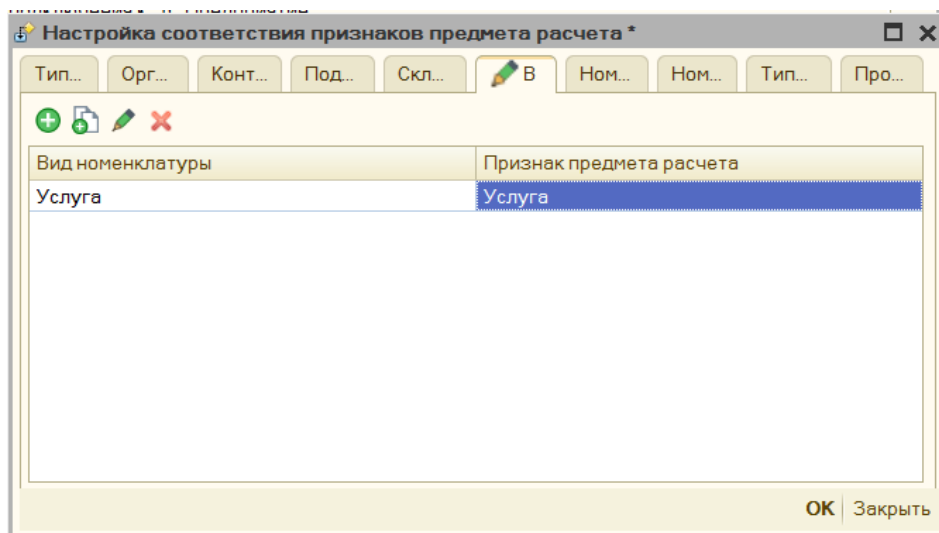 Настройка соответствия признаков предмета расчета *
Тип... Орг... Конт... Под... Скл... В Ном... Ном... Тип... Про...
Вид номенклатуры Признак предмета расчета
Услуга Услуга
ОК Закрыть